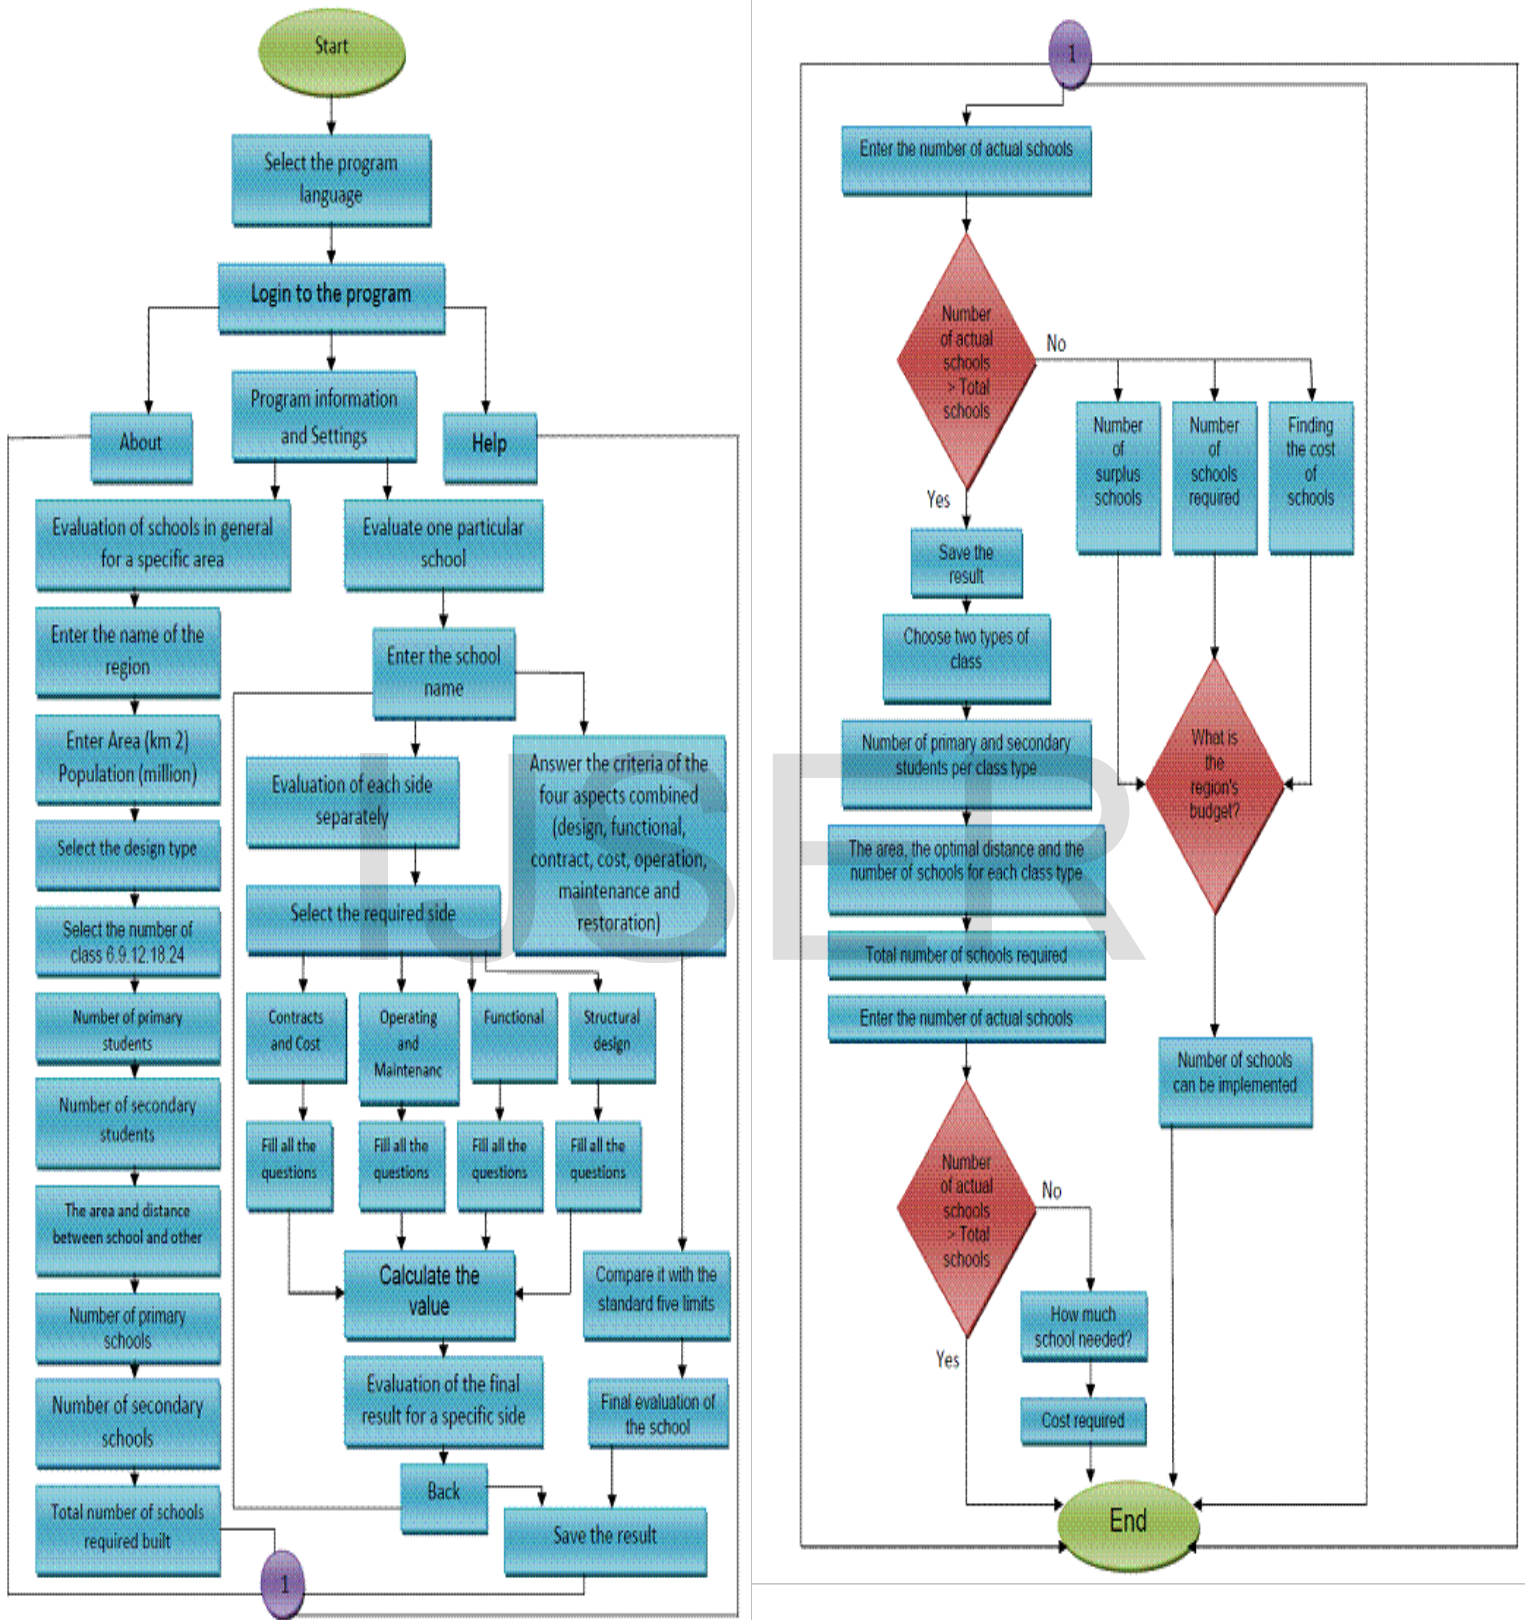 Start
Select the program
language
Login to the program
About
Program information
and Settings
Help
Evaluation of schools in general
for a specific area
Evaluate one particular
school
Enter the name of the
region
Enter the school
name
Enter Area (km 2)
Population (million)
Evaluation of each side
separately
Answer the criteria of the
four aspects combined
(design, functional,
contract, cost, operation,
maintenance and
restoration)
Select the design type
Select the required side
Select the number of
class 6.9.12.18.24
Number of primary
students
Contracts
and Cost
Operating
and
Maintenanc
Functional
Structural
design
Number of secondary
students
Fill all the
questions
Fill all the
questions
Fill all the
questions
Fill all the
questions
The area and distance
between school and other
Calculate the
value
Compare it with the
standard five limits
Number of primary
schools
Evaluation of the final
result for a specific side
Final evaluation of
the school
Number of secondary
schools
Back
Save the result
Total number of schools
required built
1
1
Enter the number of actual schools
Number
of actual
schools
> Total
schools
No
Yes
Number
of
surplus
schools
Number
of
schools
required
Finding
the cost
of
schools
Save the
result
Choose two types of
class
Number of primary and secondary
students per class type
What is
the
region's
budget?
The area, the optimal distance and the
number of schools for each class type
Total number of schools required
Enter the number of actual schools
Number of schools
can be implemented
Number
of actual
schools
> Total
schools
No
Yes
How much
school needed?
Cost required
End
IJSER